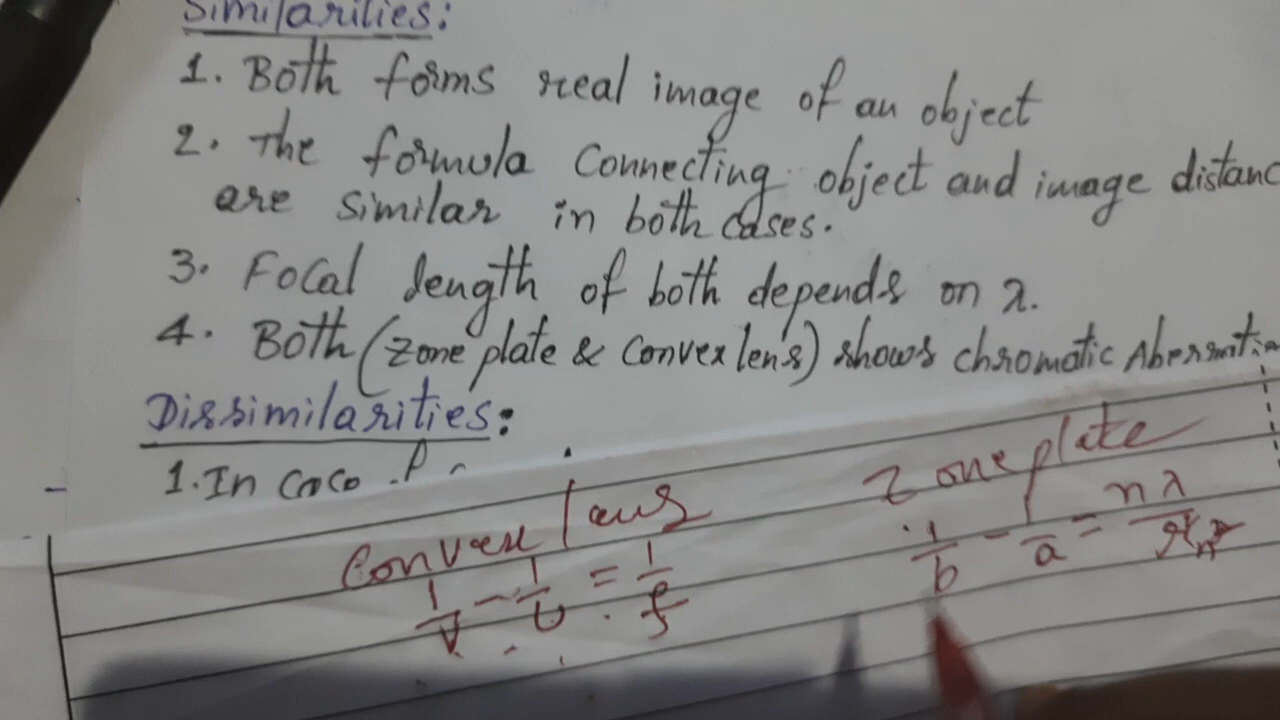 Similarities:
1. Both forms real image of an object
2. The formula Connecting object and image distanc
are similar in both cases.
3. Focal length of both depends on λ.
4. Both (zone plate & Convex lens) shows chromatic Aberratio
Dissimilarities:
1. In
Convex lens
Zone plate
1/v - 1/u = 1/f
1/b - 1/a = nλ/rn²